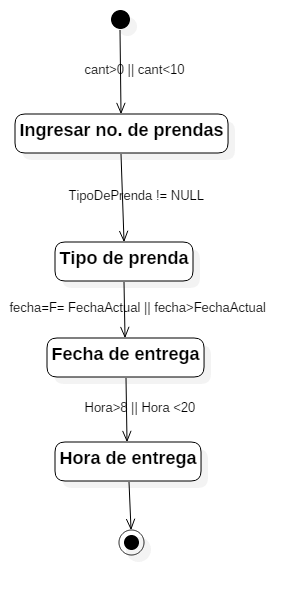 cant>0 || cant<10
Ingresar no. de prendas
TipoDePrenda != NULL
Tipo de prenda
fecha=F= FechaActual || fecha>FechaActual
Fecha de entrega
Hora>8 || Hora <20
Hora de entrega